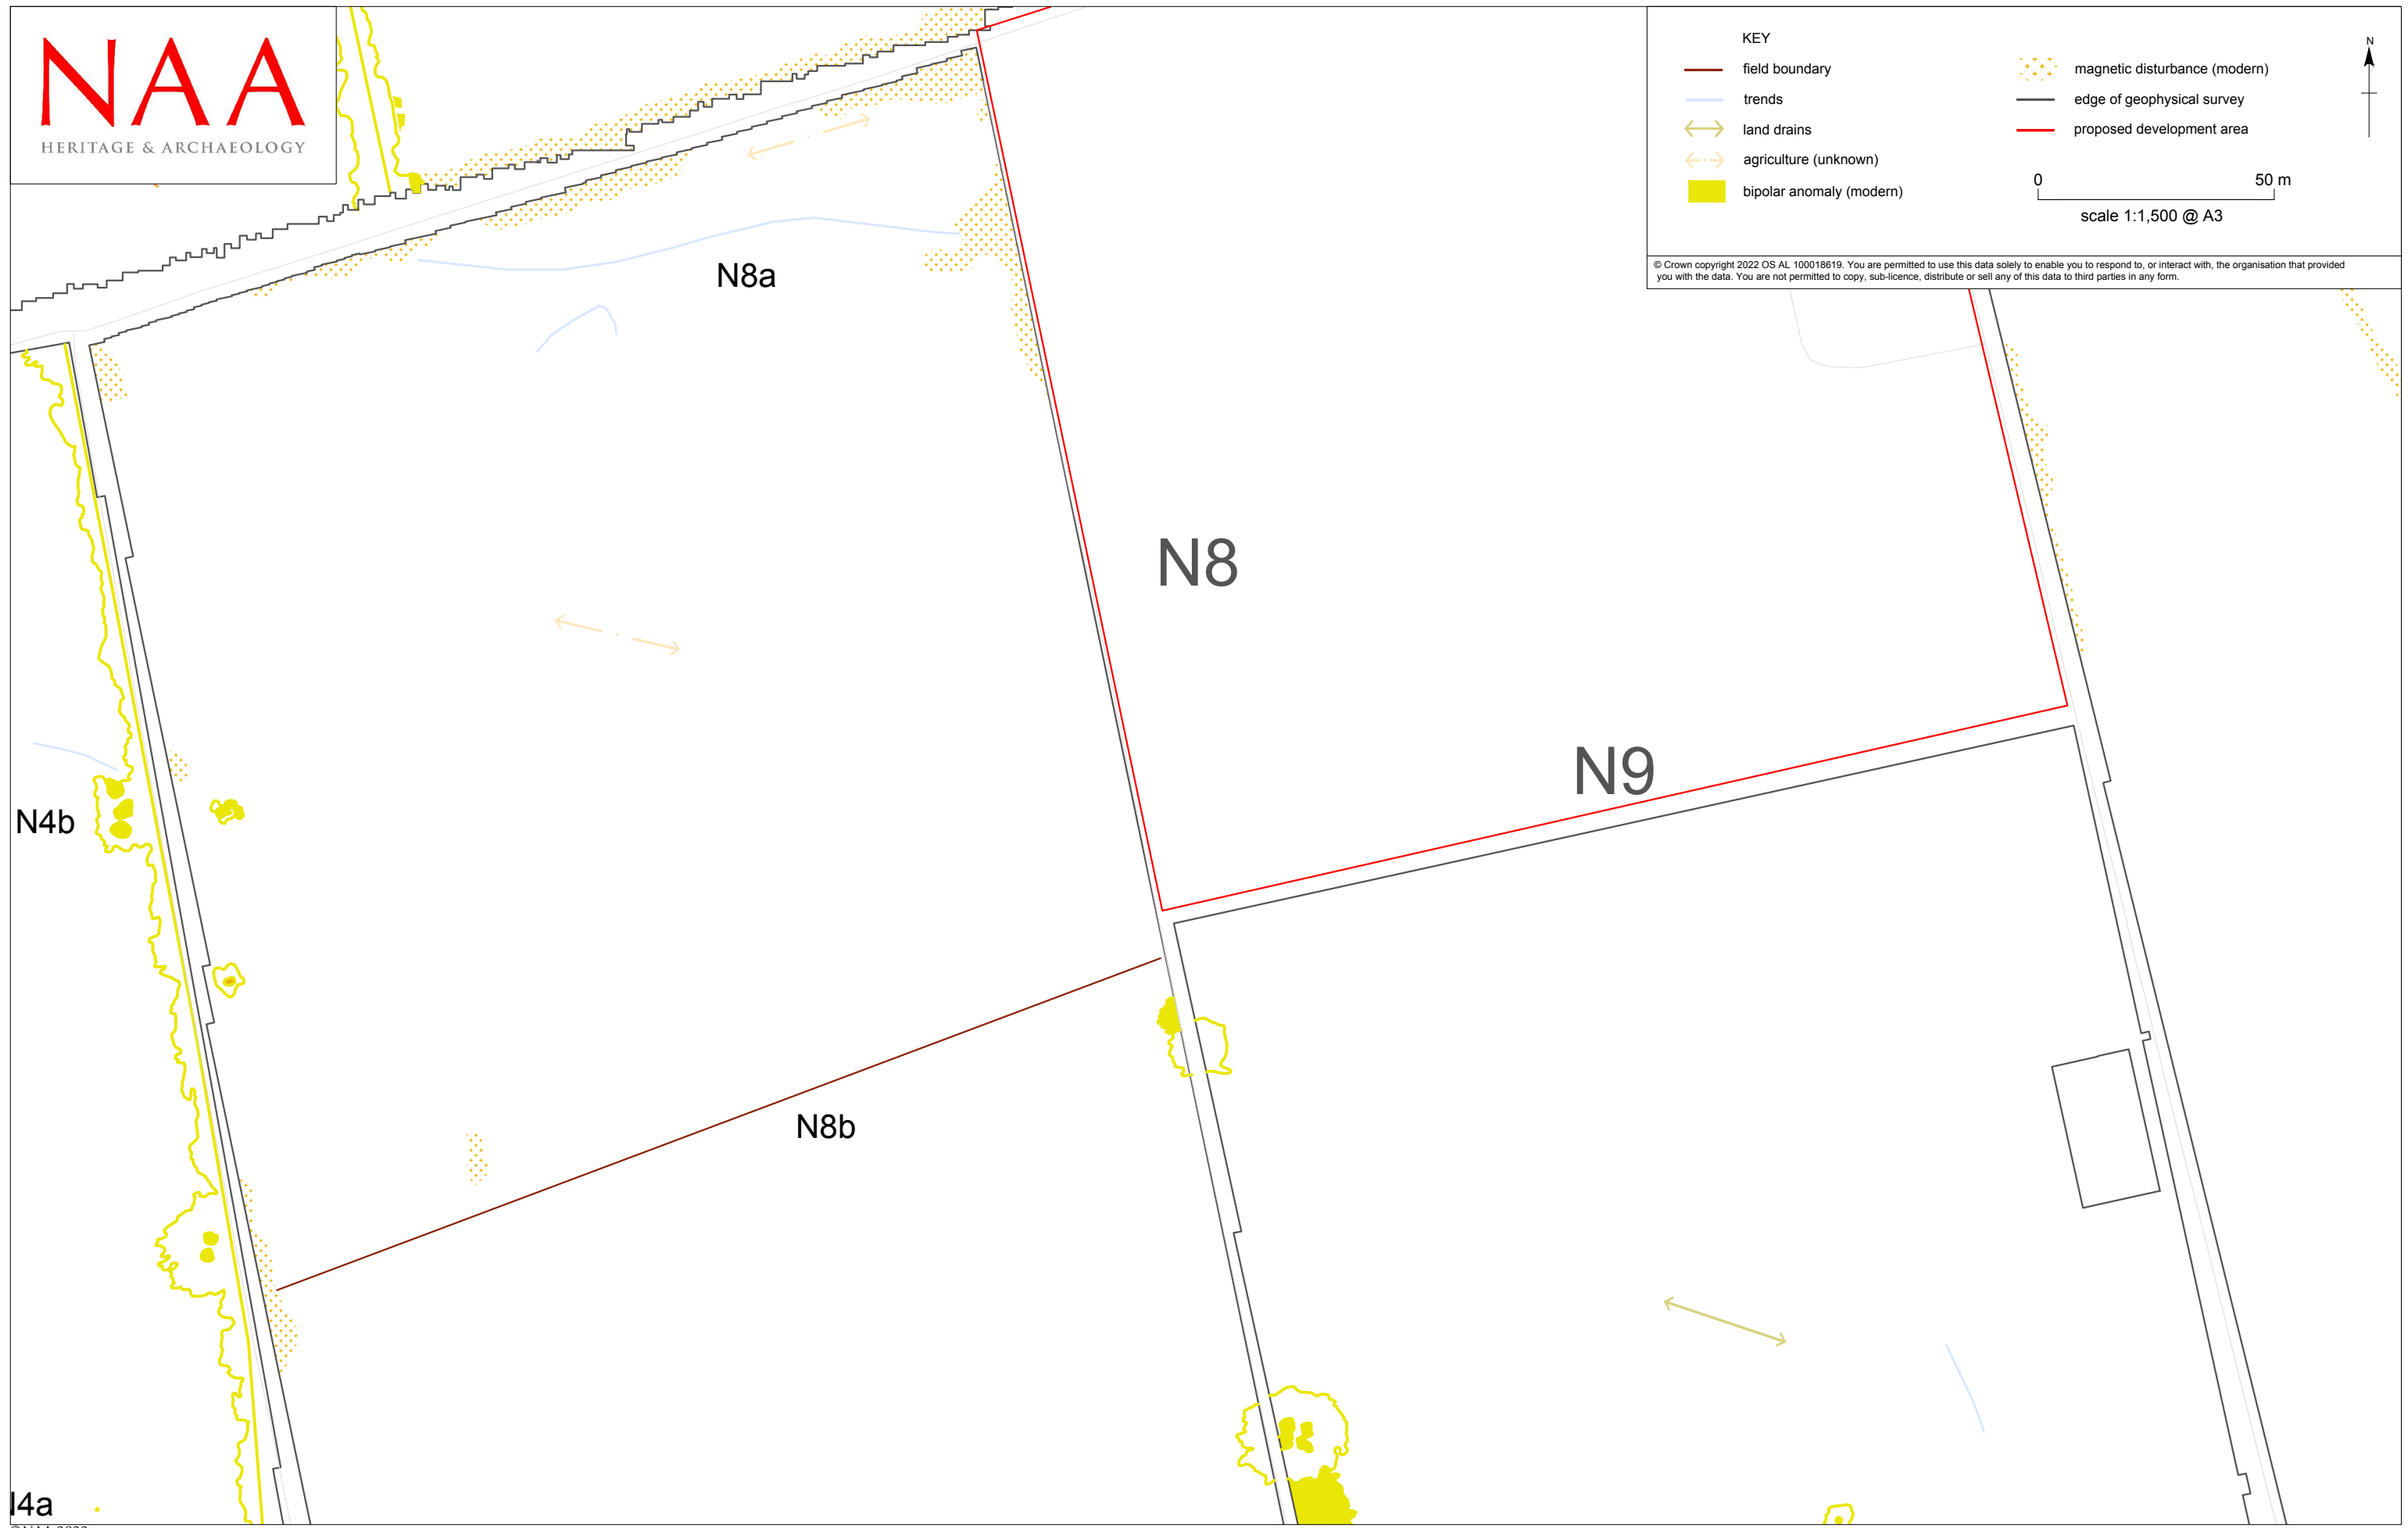 NAA
HERITAGE & ARCHAEOLOGY
KEY
field boundary
trends
land drains
agriculture (unknown)
bipolar anomaly (modern)
magnetic disturbance (modern)
edge of geophysical survey
proposed development area
N
0 50 m
scale 1:1,500 @ A3
© Crown copyright 2022 OS AL 100018619. You are permitted to use this data solely to enable you to respond to, or interact with, the organisation that provided
you with the data. You are not permitted to copy, sub-licence, distribute or sell any of this data to third parties in any form.
N8a
N8
N9
N4b
N8b
4a